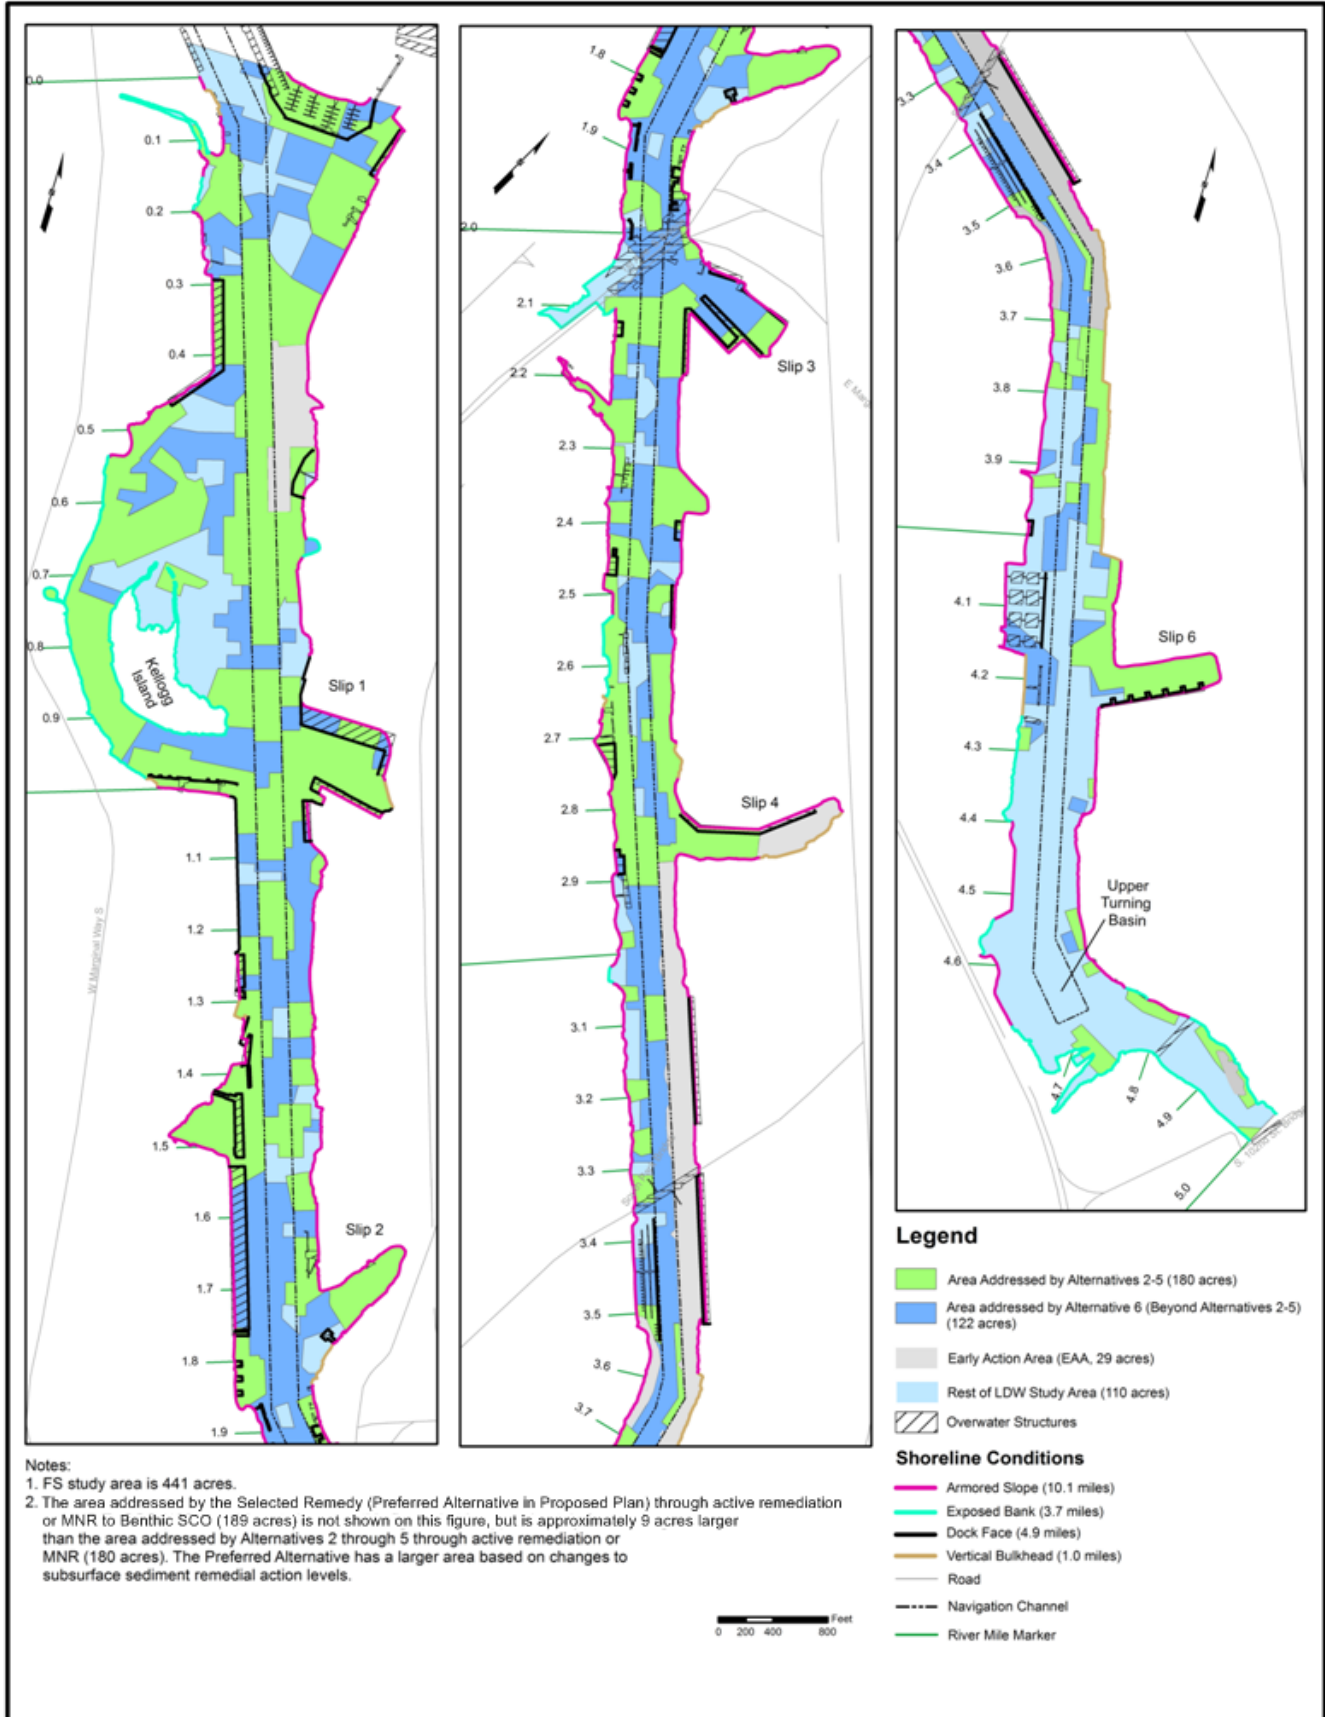 0.0
0.1
0.2
0.3
0.4
0.5
0.6
0.7
0.8
0.9
Kellogg
Island
Slip 1
1.1
1.2
1.3
1.4
1.5
1.6
1.7
1.8
1.9
Slip 2
W Marginal Way S
1.8
1.9
2.0
2.1
2.2
2.3
2.4
2.5
2.6
2.7
2.8
2.9
3.1
3.2
3.3
3.4
3.5
3.6
3.7
Slip 3
E Marg
Slip 4
3.3
3.4
3.5
3.6
3.7
3.8
3.9
4.1
4.2
4.3
4.4
4.5
4.6
4.7
4.8
4.9
5.0
Slip 6
Upper
Turning
Basin
S. 102nd St.
Legend
Area Addressed by Alternatives 2-5 (180 acres)
Area addressed by Alternative 6 (Beyond Alternatives 2-5)
(122 acres)
Early Action Area (EAA, 29 acres)
Rest of LDW Study Area (110 acres)
Overwater Structures
Shoreline Conditions
Armored Slope (10.1 miles)
Exposed Bank (3.7 miles)
Dock Face (4.9 miles)
Vertical Bulkhead (1.0 miles)
Road
Navigation Channel
River Mile Marker
Notes:
1. FS study area is 441 acres.
2. The area addressed by the Selected Remedy (Preferred Alternative in Proposed Plan) through active remediation
or MNR to Benthic SCO (189 acres) is not shown on this figure, but is approximately 9 acres larger
than the area addressed by Alternatives 2 through 5 through active remediation or
MNR (180 acres). The Preferred Alternative has a larger area based on changes to
subsurface sediment remedial action levels.
Feet
0 200 400 800